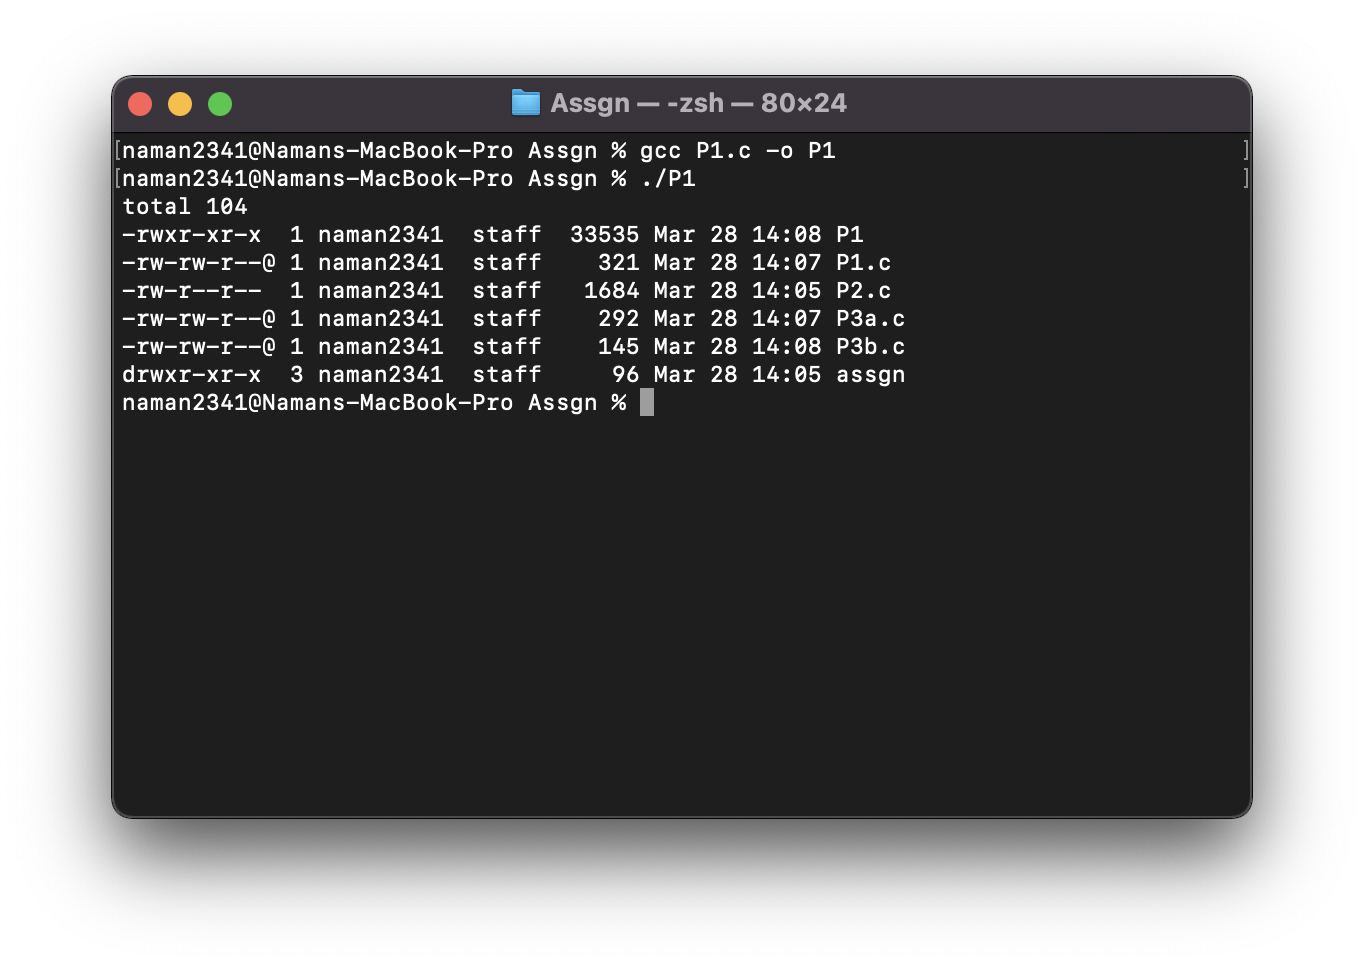 Assgn — -zsh — 80×24
[naman2341@Namans-MacBook-Pro Assgn % gcc P1.c -o P1 ]
[naman2341@Namans-MacBook-Pro Assgn % ./P1 ]
total 104
-rwxr-xr-x  1 naman2341  staff  33535 Mar 28 14:08 P1
-rw-rw-r--@ 1 naman2341  staff    321 Mar 28 14:07 P1.c
-rw-r--r--  1 naman2341  staff   1684 Mar 28 14:05 P2.c
-rw-rw-r--@ 1 naman2341  staff    292 Mar 28 14:07 P3a.c
-rw-rw-r--@ 1 naman2341  staff    145 Mar 28 14:08 P3b.c
drwxr-xr-x  3 naman2341  staff     96 Mar 28 14:05 assgn
naman2341@Namans-MacBook-Pro Assgn %